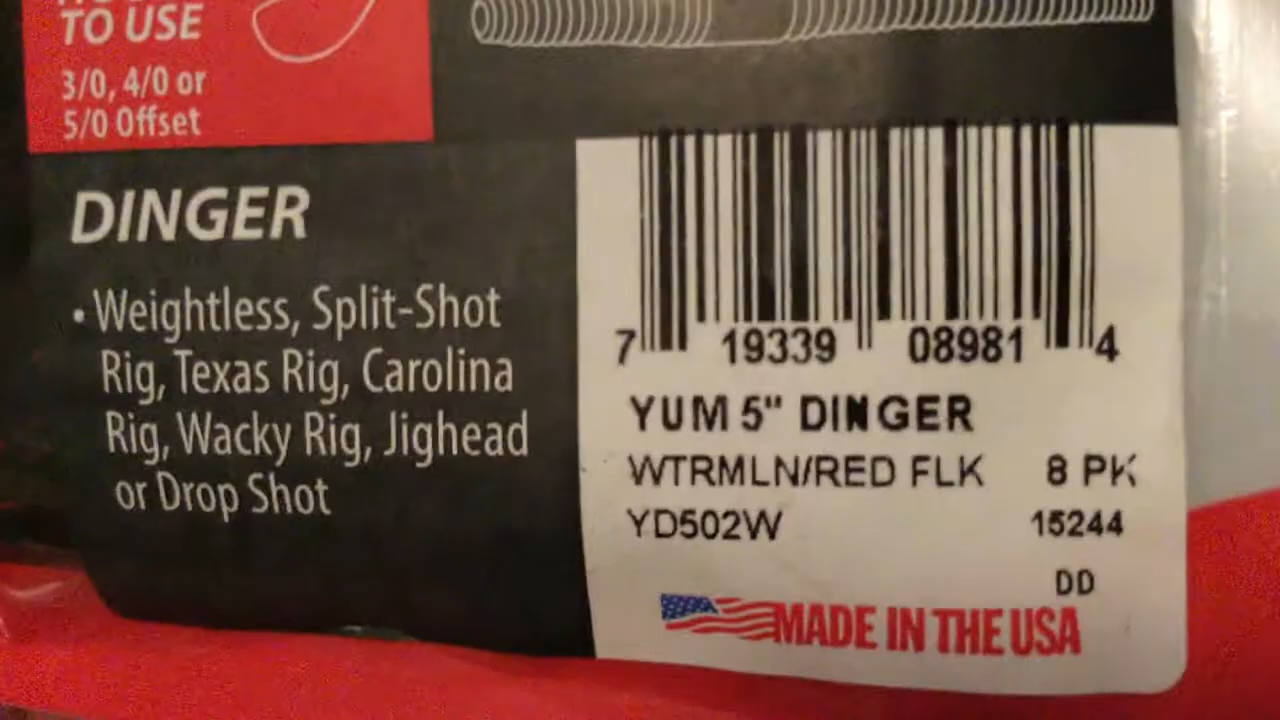 TO USE
3/0, 4/0 or
5/0 Offset
DINGER
• Weightless, Split-Shot
Rig, Texas Rig, Carolina
Rig, Wacky Rig, Jighead
or Drop Shot
7 19339 08981 4
YUM 5" DINGER
WTRMLN/RED FLK 8 PK
YD502W 15244
DD
MADE IN THE USA